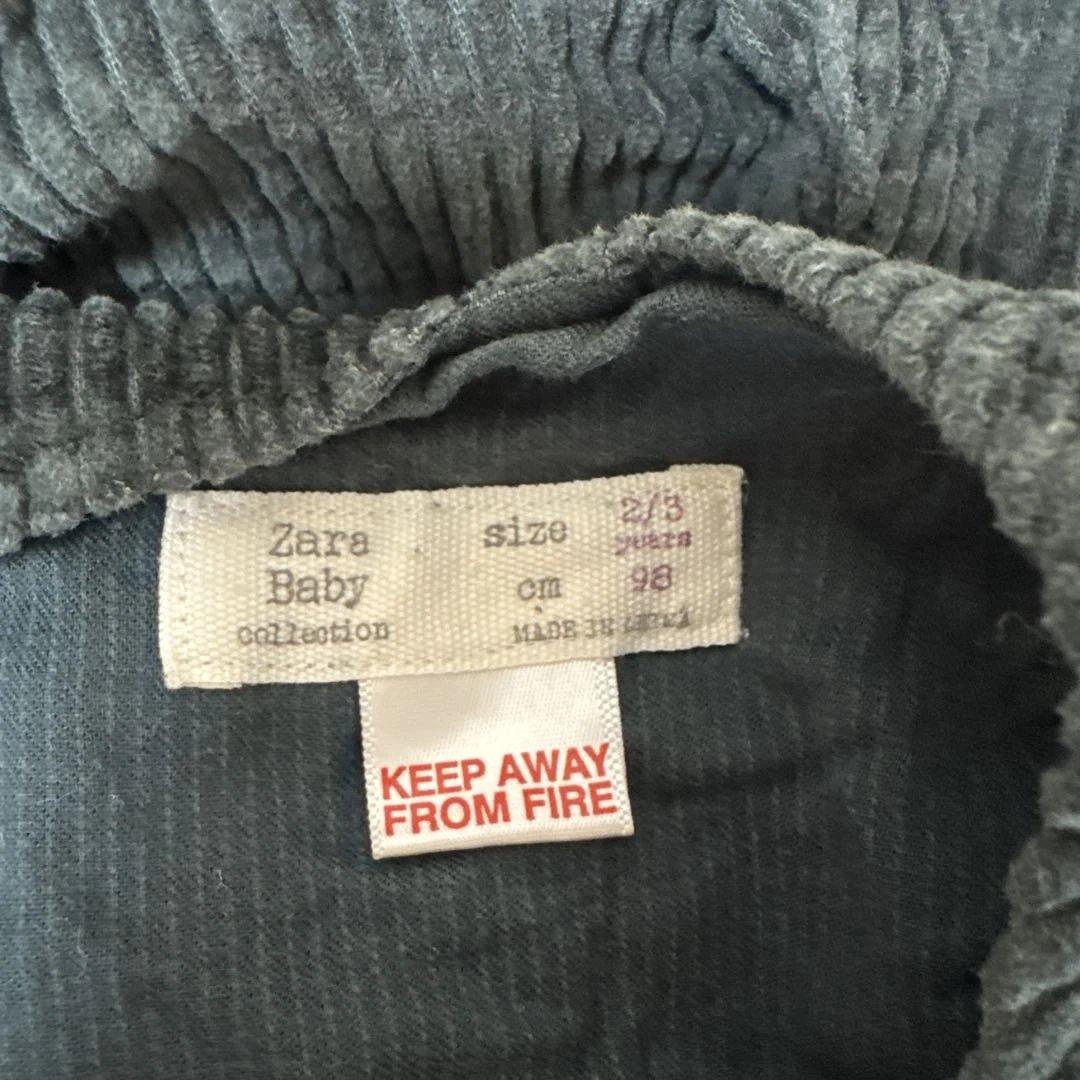 Zara
Baby
collection
size
2/3
years
cm
98
MADE IN
KEEP AWAY
FROM FIRE